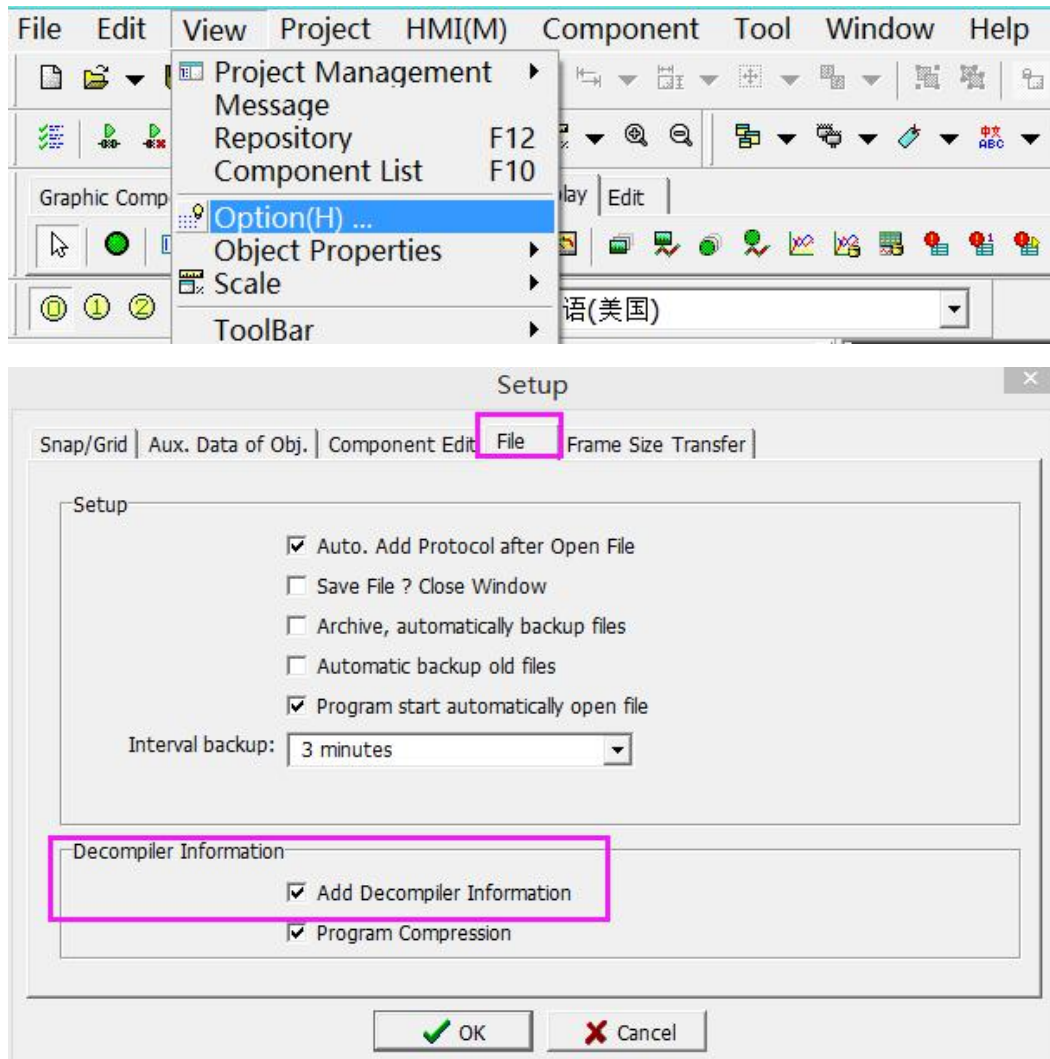 File Edit View Project HMI(M) Component Tool Window Help
Project Management
Message
Repository F12
Component List F10
Graphic Comp
lay Edit
Option(H) ...
Object Properties
Scale
语(美国)
ToolBar
Setup
Snap/Grid Aux. Data of Obj. Component Edit File Frame Size Transfer
Setup
Auto. Add Protocol after Open File
Save File ? Close Window
Archive, automatically backup files
Automatic backup old files
Program start automatically open file
Interval backup: 3 minutes
Decompiler Information
Add Decompiler Information
Program Compression
OK Cancel